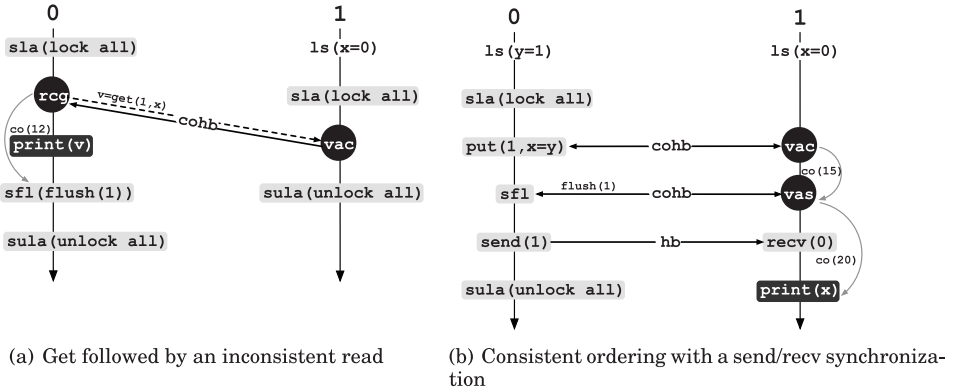 0 1
sla(lock all)
ls(x=0)
rcg
v=get(1,x)
sla(lock all)
cohb
co(12)
print(v)
vac
sfl(flush(1))
sula(unlock all)
sula(unlock all)
(a) Get followed by an inconsistent read
0 1
ls(y=1) ls(x=0)
sla(lock all)
put(1,x=y) cohb vac
co(15)
sfl flush(1) cohb vas
send(1) hb recv(0)
co(20)
sula(unlock all) print(x)
(b) Consistent ordering with a send/recv synchroniza-
tion